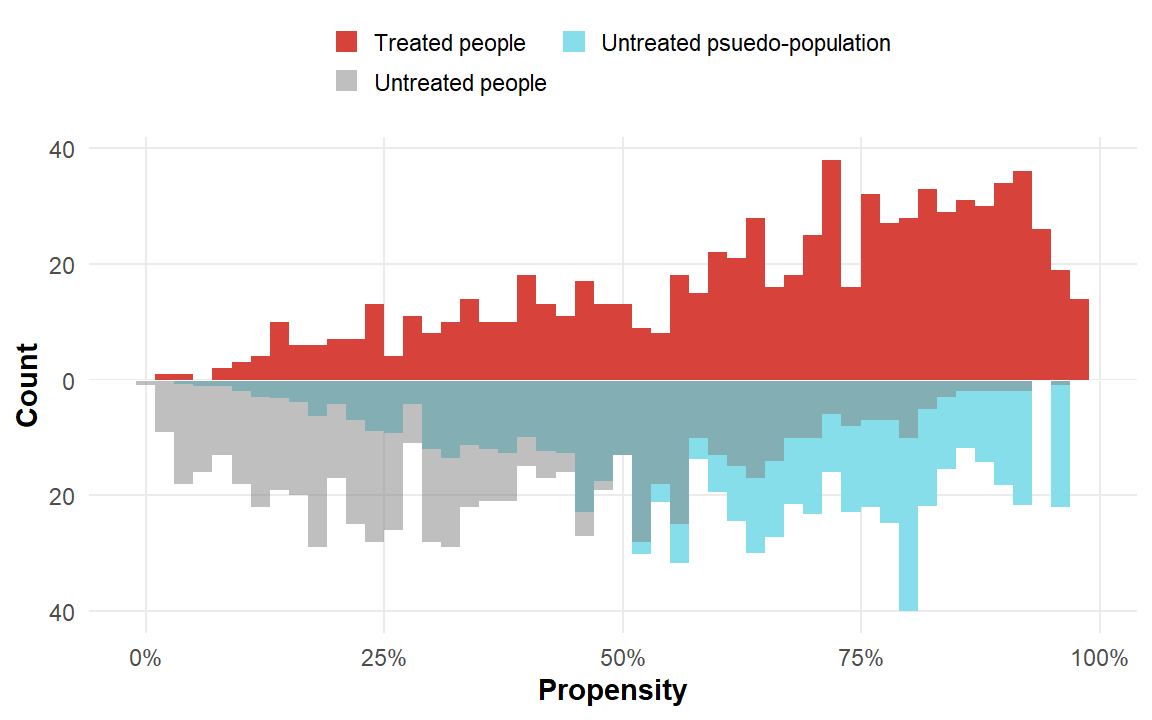 Treated people
Untreated psuedo-population
Untreated people
40
20
0
20
40
Count
0%
25%
50%
75%
100%
Propensity